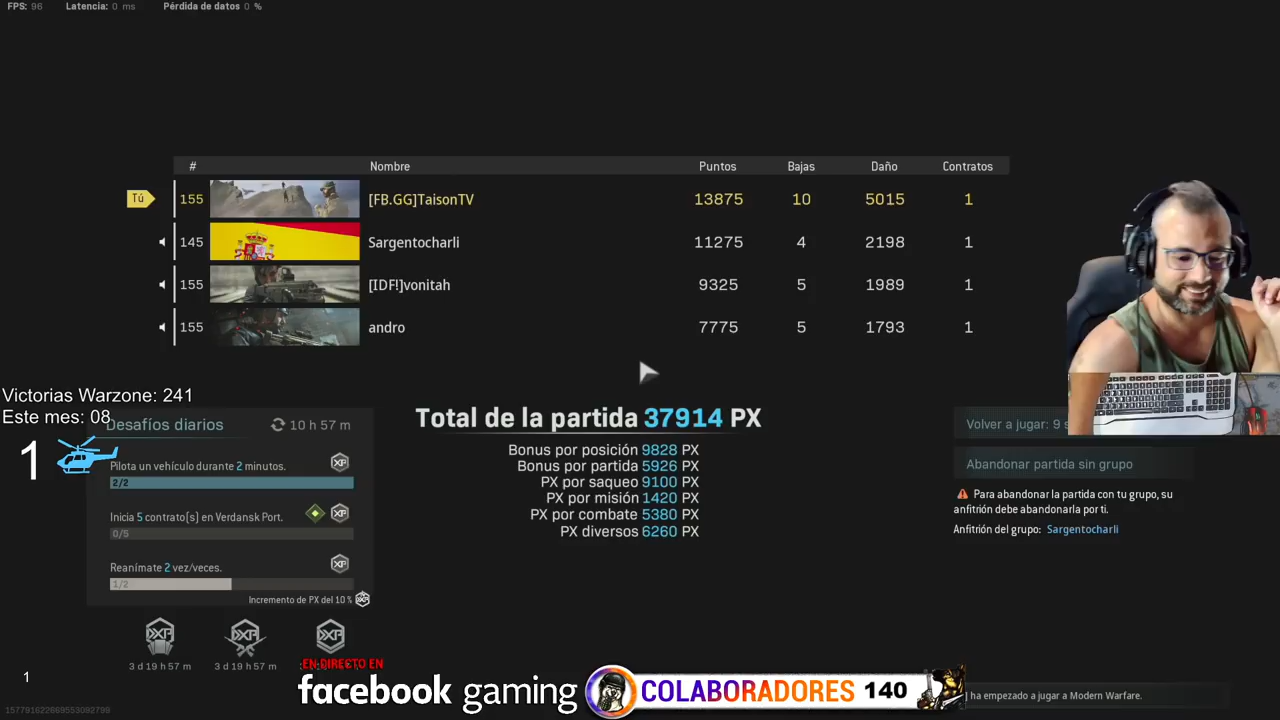 FPS: 96 Latencia: 0 ms Pérdida de datos 0 %
# Nombre Puntos Bajas Daño Contratos
Tú 155 [FB.GG]TaisonTV 13875 10 5015 1
145 Sargentocharli 11275 4 2198 1
155 [IDF!]vonitah 9325 5 1989 1
155 andro 7775 5 1793 1
Victorias Warzone: 241
Este mes: 08
1
Desafíos diarios 10 h 57 m
Pilota un vehículo durante 2 minutos.
2/2
Inicia 5 contrato[s] en Verdansk Port.
0/5
Reanímate 2 vez/veces.
1/2
Incremento de PX del 10 %
3 d 19 h 57 m 3 d 19 h 57 m
Total de la partida 37914 PX
Bonus por posición 9828 PX
Bonus por partida 5926 PX
PX por saqueo 9100 PX
PX por misión 1420 PX
PX por combate 5380 PX
PX diversos 6260 PX
Volver a jugar: 9 s
Abandonar partida sin grupo
Para abandonar la partida con tu grupo, su
anfitrión debe abandonarla por ti.
Anfitrión del grupo: Sargentocharli
1
EN DIRECTO EN
facebook gaming
COLABORADORES 140
] ha empezado a jugar a Modern Warfare.